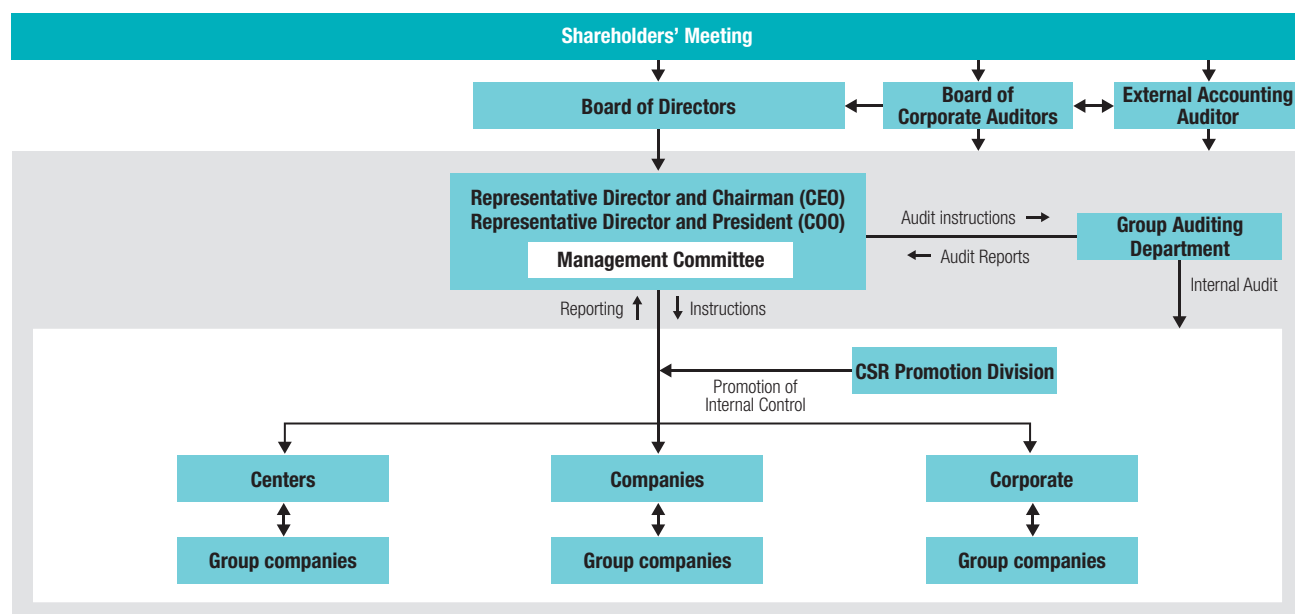 Shareholders' Meeting
Board of Directors
Board of
Corporate Auditors
External Accounting
Auditor
Representative Director and Chairman (CEO)
Representative Director and President (COO)
Management Committee
Audit instructions
Audit Reports
Group Auditing
Department
Internal Audit
Reporting
Instructions
CSR Promotion Division
Promotion of
Internal Control
Centers
Companies
Corporate
Group companies
Group companies
Group companies